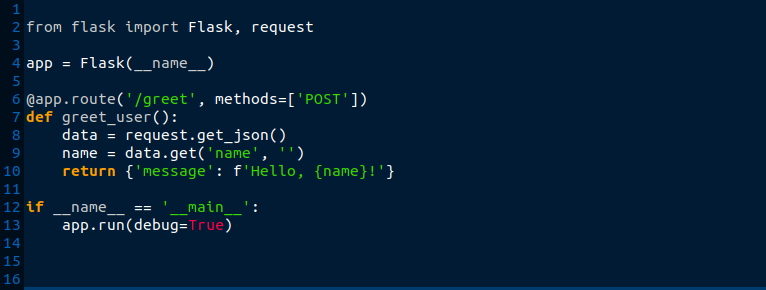 1
2 from flask import Flask, request
3
4 app = Flask(__name__)
5
6 @app.route('/greet', methods=['POST'])
7 def greet_user():
8     data = request.get_json()
9     name = data.get('name', '')
10     return {'message': f'Hello, {name}!'}
11
12 if __name__ == '__main__':
13     app.run(debug=True)
14
15
16